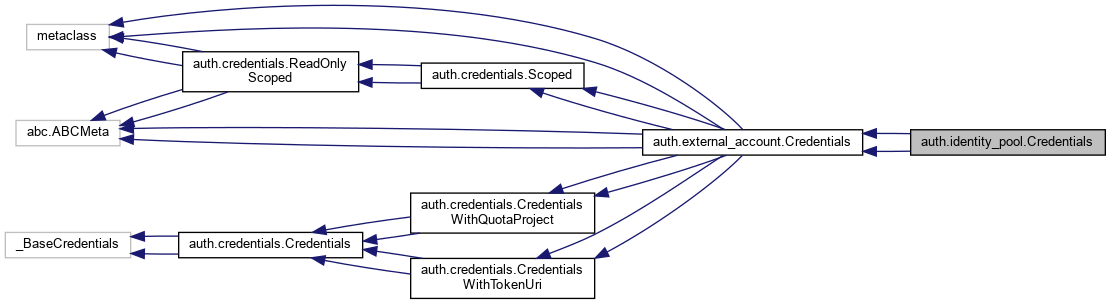 metaclass
auth.credentials.ReadOnly
Scoped
auth.credentials.Scoped
abc.ABCMeta
auth.external_account.Credentials
auth.identity_pool.Credentials
auth.credentials.Credentials
WithQuotaProject
_BaseCredentials
auth.credentials.Credentials
auth.credentials.Credentials
WithTokenUri